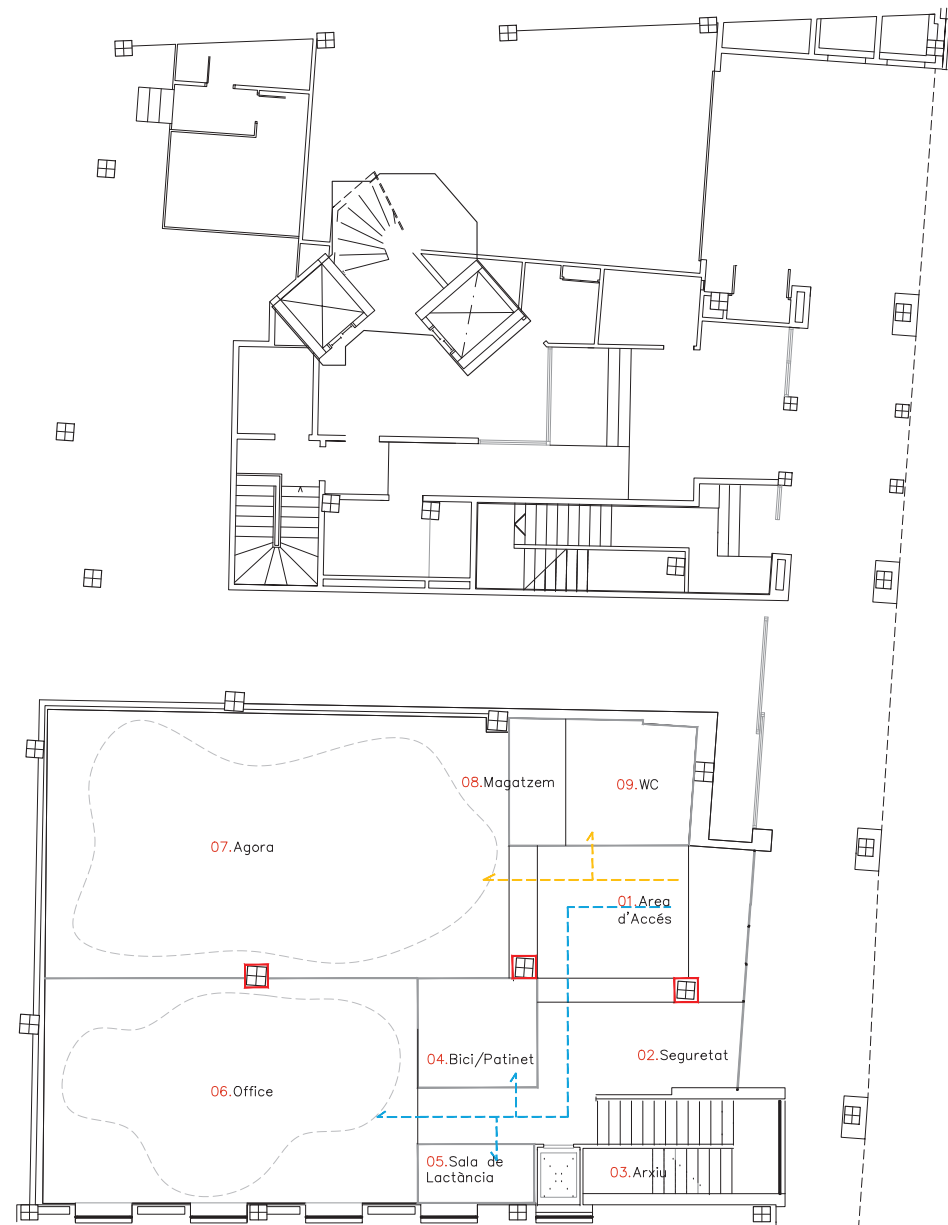 08.Magatzem
09.WC
07.Agora
01.Area
d'Accés
04.Bici/Patinet
02.Seguretat
06.Office
05.Sala de
Lactància
03.Arxiu